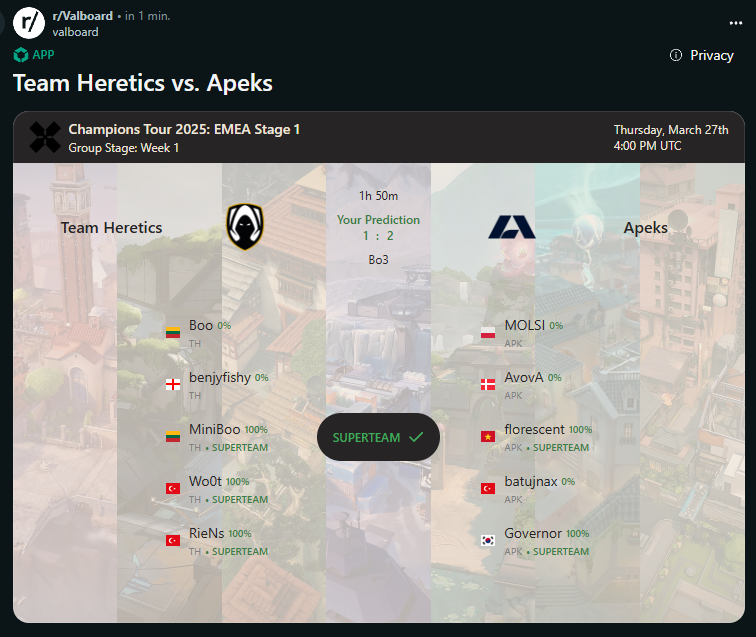 r/
r/Valboard • in 1 min.
valboard
APP
Privacy
Team Heretics vs. Apeks
Champions Tour 2025: EMEA Stage 1
Group Stage: Week 1
Thursday, March 27th
4:00 PM UTC
1h 50m
Team Heretics
Your Prediction
1 : 2
Apeks
Bo3
Boo 0%
TH
MOLSI 0%
APK
benjyfishy 0%
TH
AvovA 0%
APK
MiniBoo 100%
TH • SUPERTEAM
SUPERTEAM
florescent 100%
APK • SUPERTEAM
Wo0t 100%
TH • SUPERTEAM
batujnax 0%
APK
RieNs 100%
TH • SUPERTEAM
Governor 100%
APK • SUPERTEAM